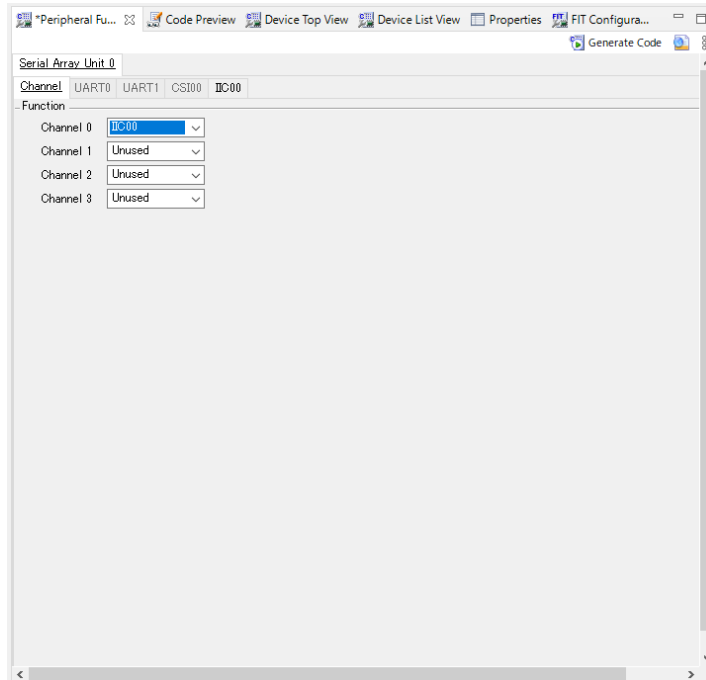 *Peripheral Fu... Code Preview Device Top View Device List View Properties FIT Configura...
Generate Code
Serial Array Unit 0
Channel UART0 UART1 CSI00 IIC00
Function
Channel 0 IIC00
Channel 1 Unused
Channel 2 Unused
Channel 3 Unused